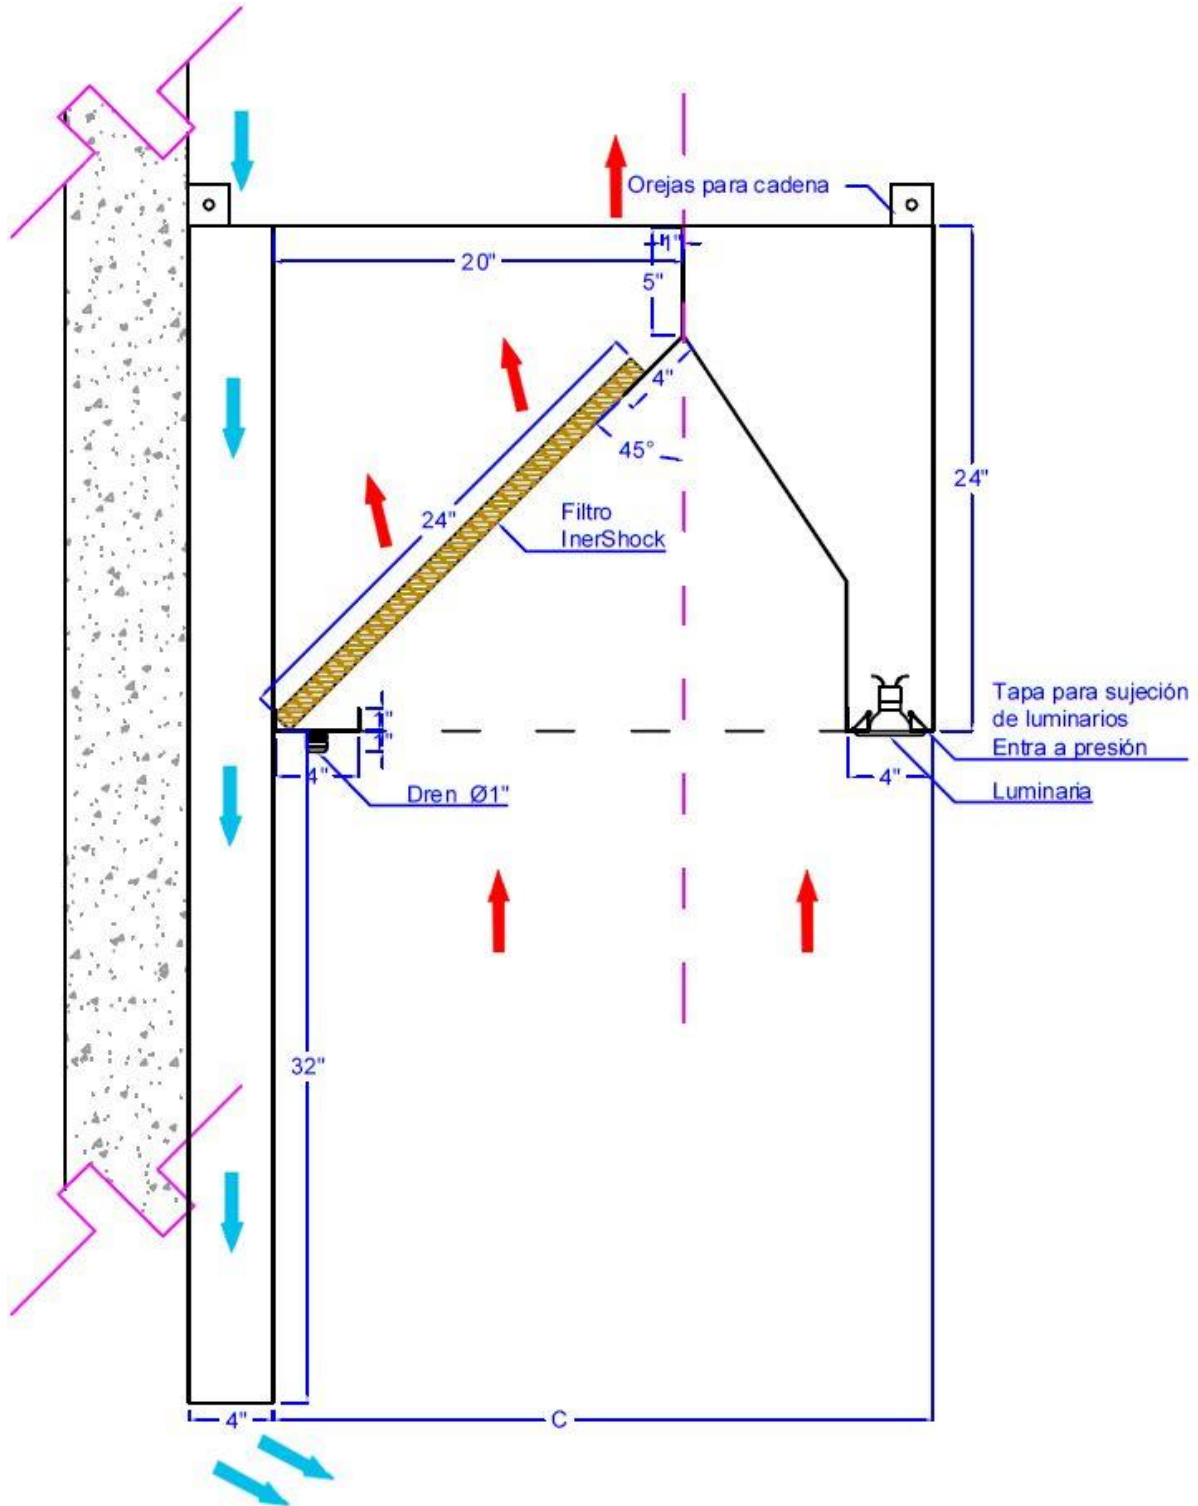 Orejas para cadena
1"
20"
5"
4"
45°
24"
24"
Filtro
InerShock
1"
1"
4"
Dren Ø1"
Tapa para sujeción
de luminarios
Entra a presión
4"
Luminaria
32"
4"
C